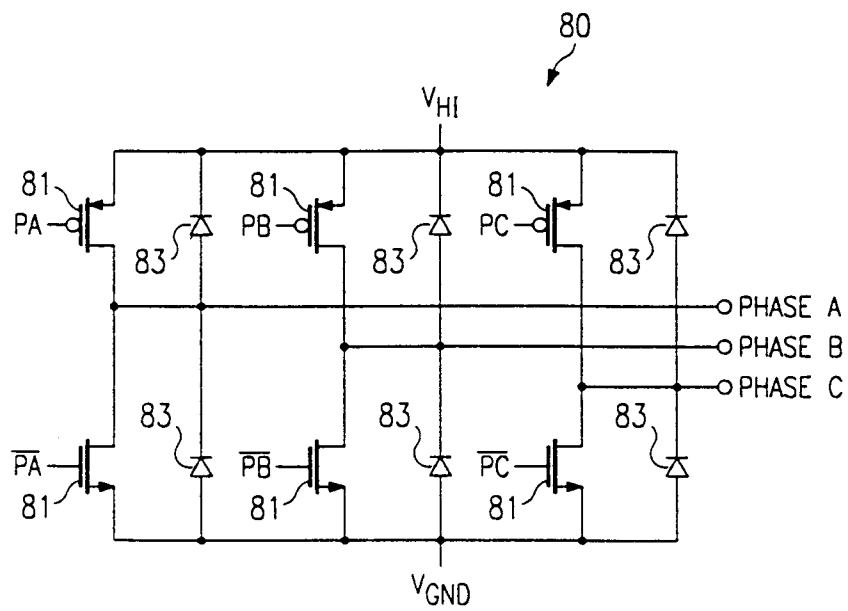 80
V_HI
81
PA
83
81
PB
83
81
PC
83
PHASE A
PHASE B
PHASE C
83
P̅A̅
81
83
P̅B̅
81
83
P̅C̅
81
V_GND